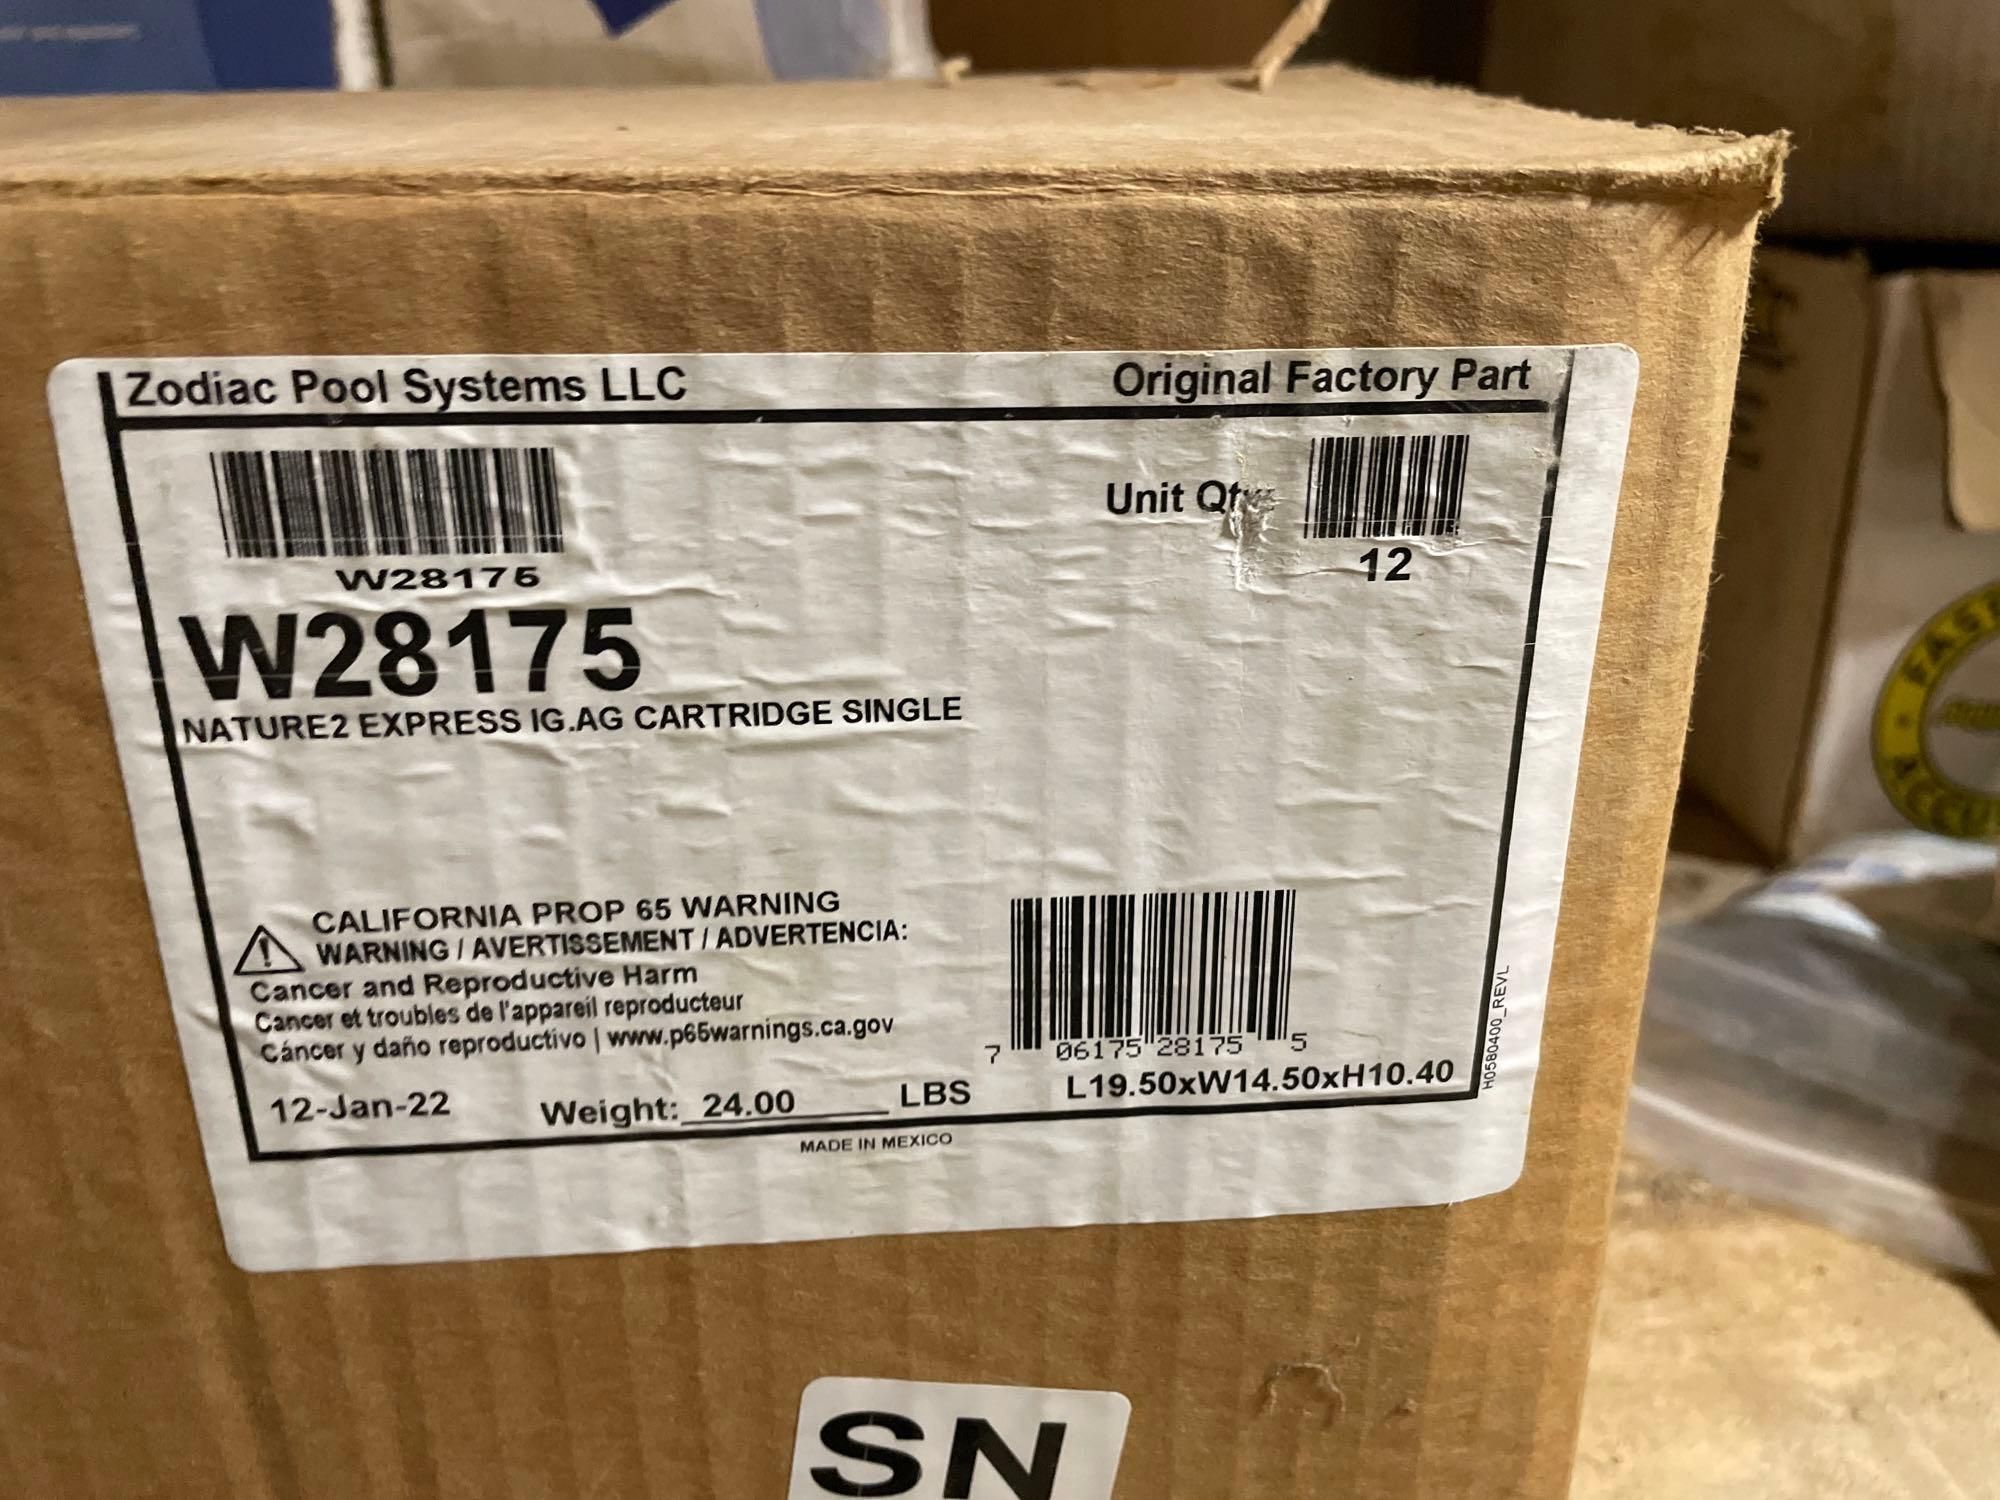 Zodiac Pool Systems LLC
Original Factory Part
W28175
Unit Qty:
12
W28175
NATURE2 EXPRESS IG.AG CARTRIDGE SINGLE
CALIFORNIA PROP 65 WARNING
WARNING / AVERTISSEMENT / ADVERTENCIA:
Cancer and Reproductive Harm
Cancer et troubles de l'appareil reproducteur
Cáncer y daño reproductivo | www.p65warnings.ca.gov
7 06175 28175 5
12-Jan-22 Weight: 24.00 LBS
L19.50xW14.50xH10.40
MADE IN MEXICO
H0580400_REVL
SN